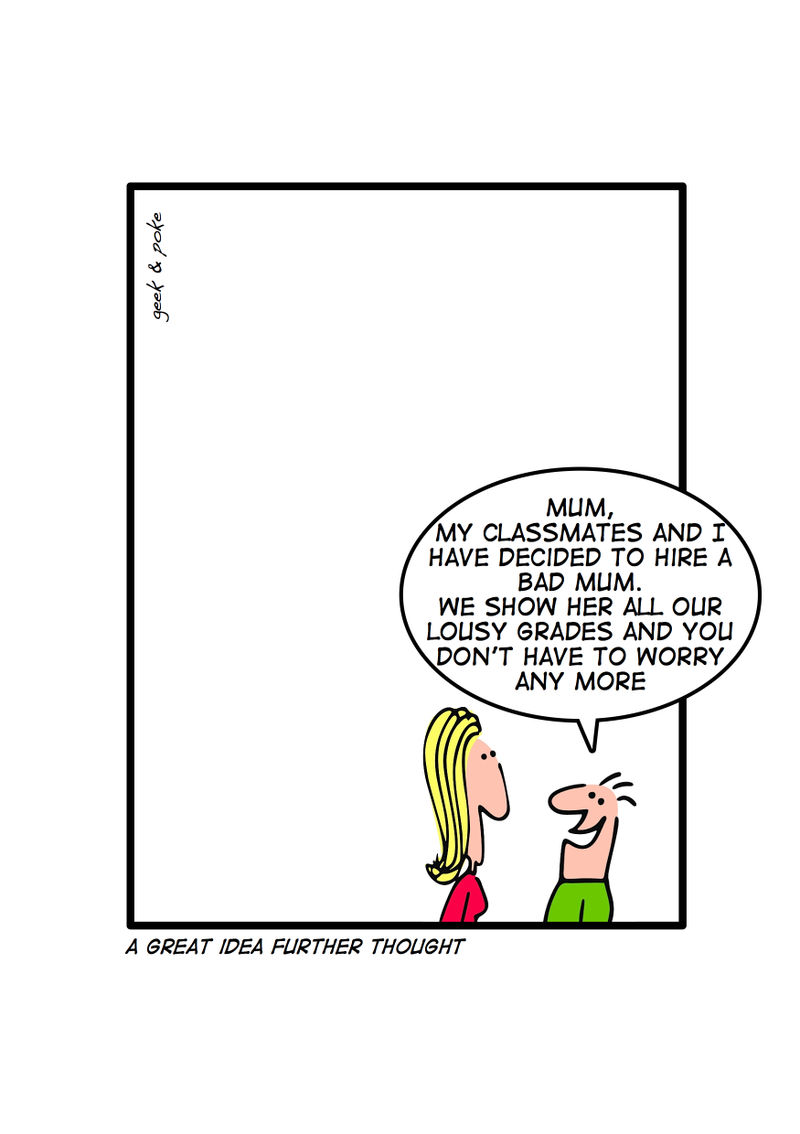 geek & poke
MUM,
MY CLASSMATES AND I
HAVE DECIDED TO HIRE A
BAD MUM.
WE SHOW HER ALL OUR
LOUSY GRADES AND YOU
DON'T HAVE TO WORRY
ANY MORE
A GREAT IDEA FURTHER THOUGHT